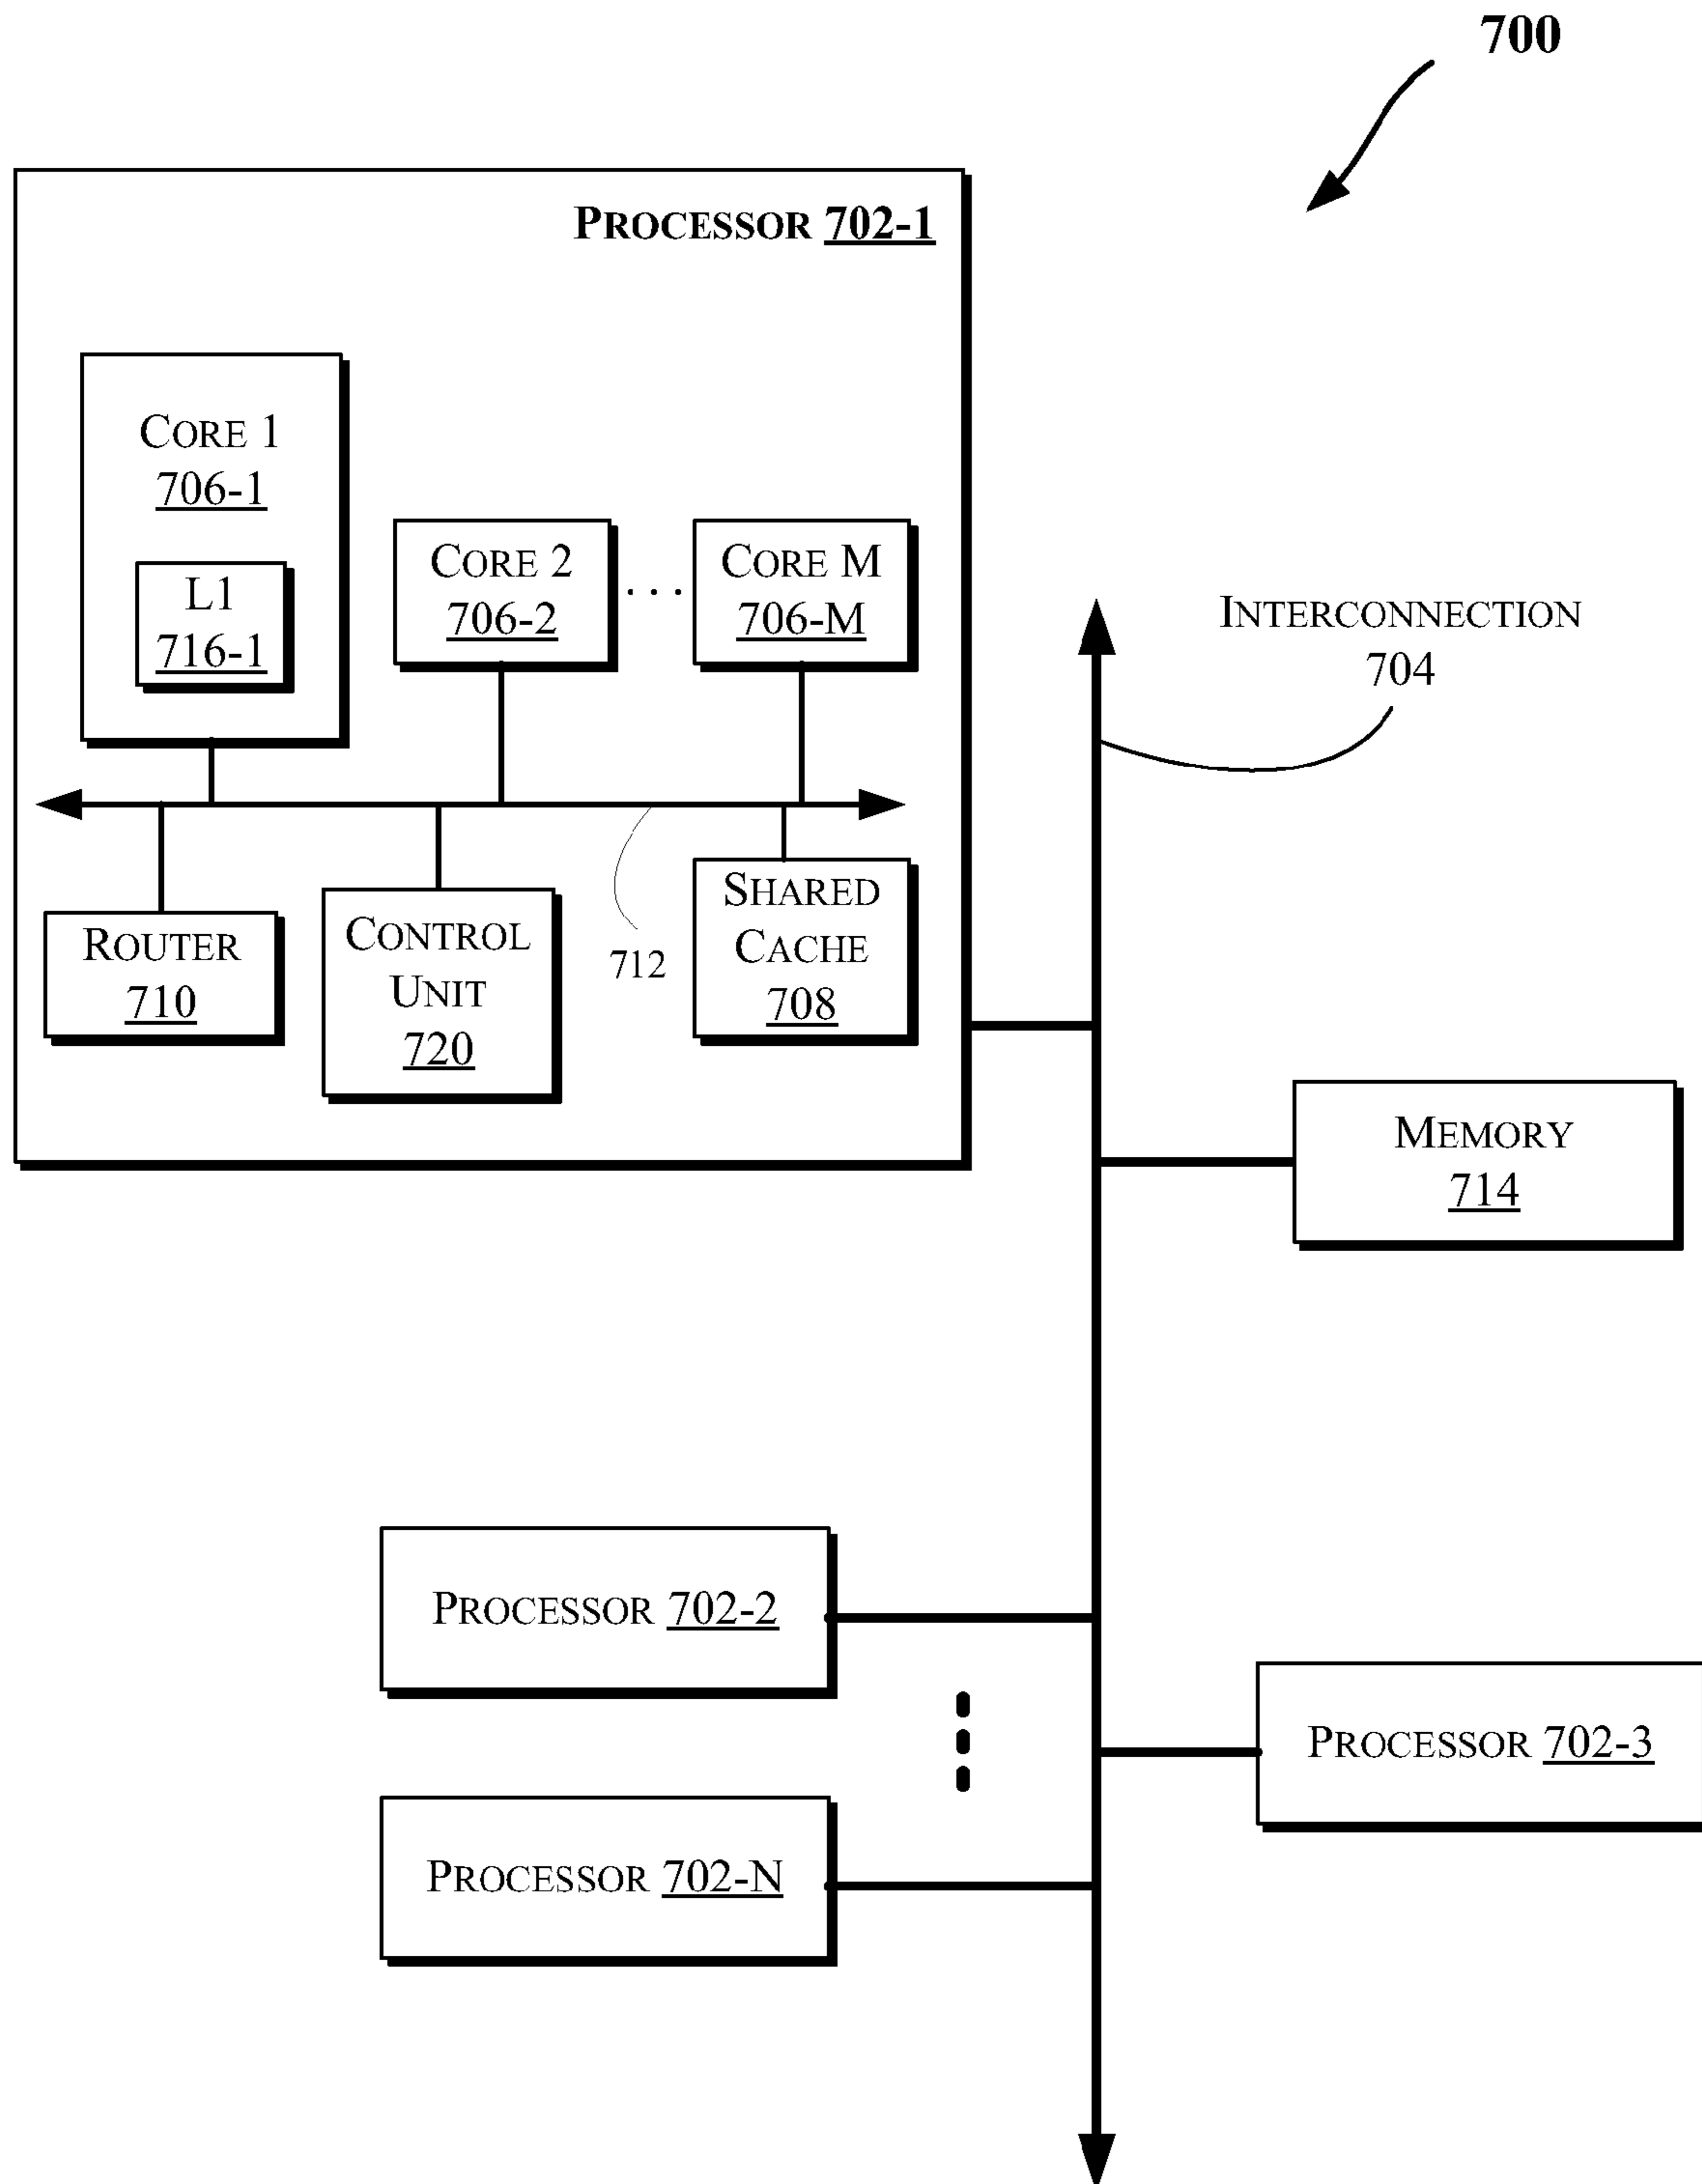 700
PROCESSOR 702-1
CORE 1
706-1
L1
716-1
CORE 2
706-2
. . .
CORE M
706-M
INTERCONNECTION
704
ROUTER
710
CONTROL
UNIT
720
712
SHARED
CACHE
708
MEMORY
714
PROCESSOR 702-2
PROCESSOR 702-3
PROCESSOR 702-N